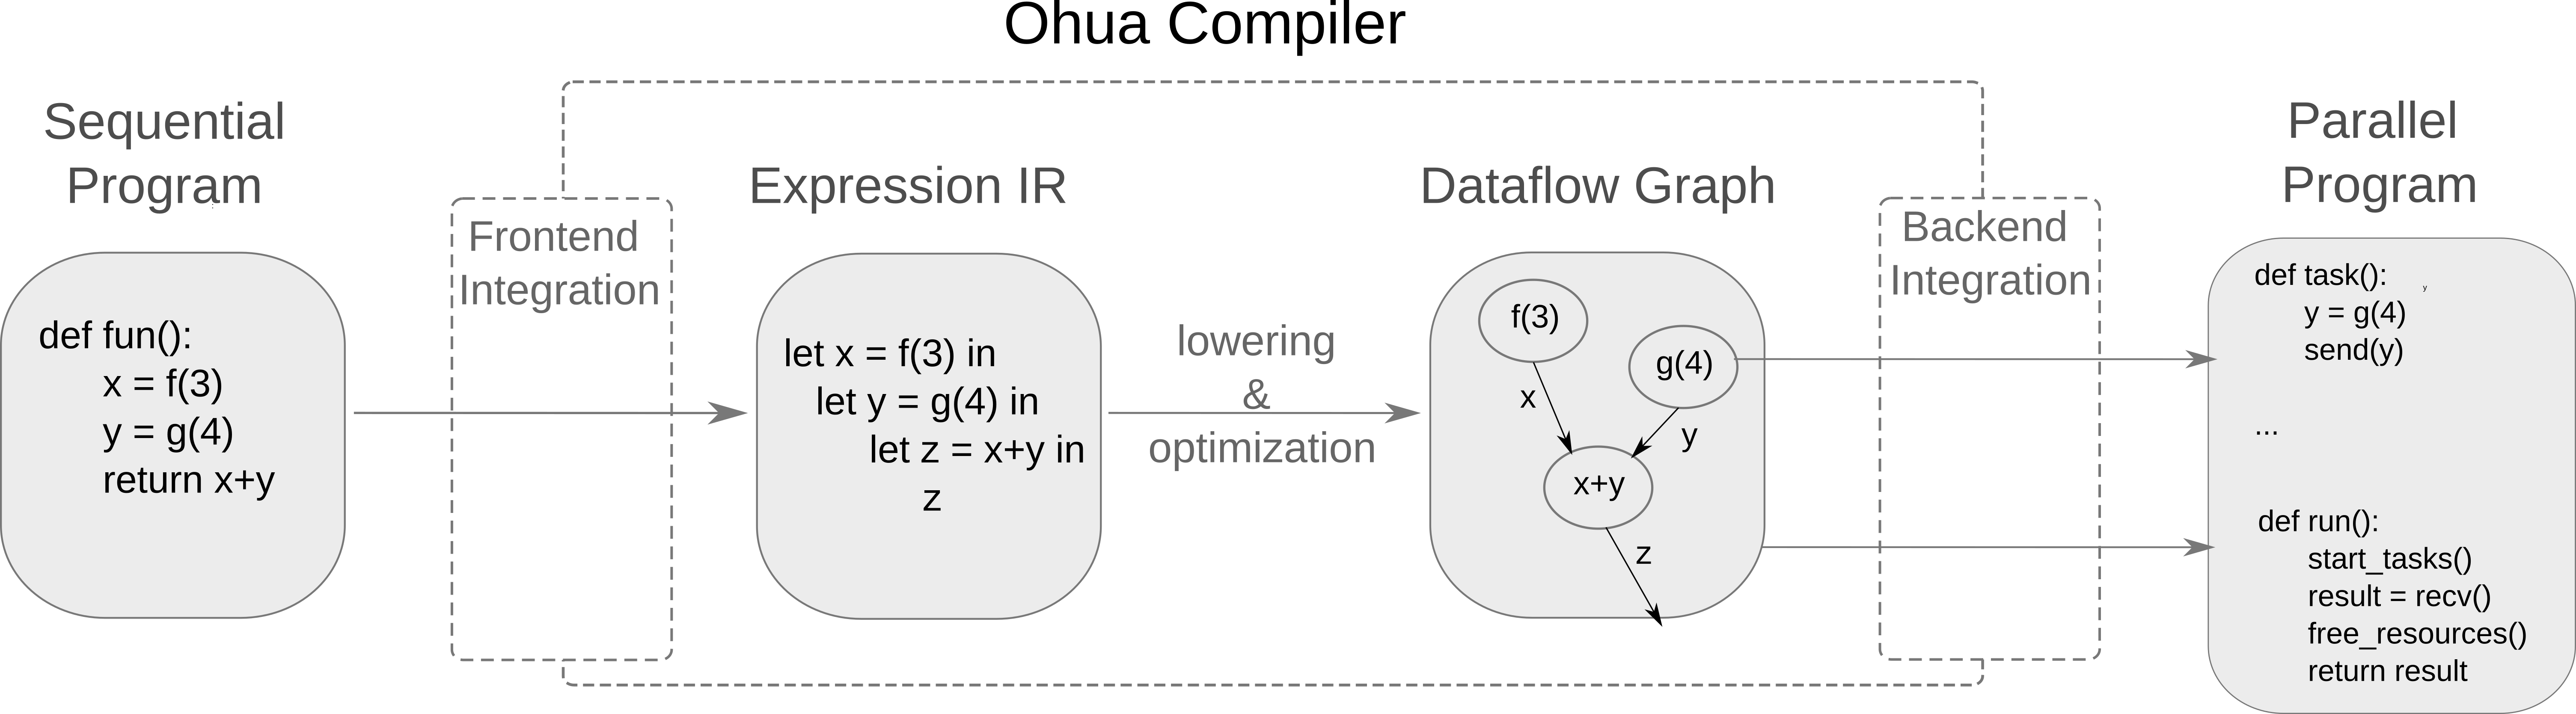 Ohua Compiler
Sequential
Program
def fun():
x = f(3)
y = g(4)
return x+y
Frontend
Integration
Expression IR
let x = f(3) in
let y = g(4) in
let z = x+y in
z
lowering
&
optimization
Dataflow Graph
f(3)
g(4)
x
y
x+y
z
Backend
Integration
Parallel
Program
def task():
y
y = g(4)
send(y)
...
def run():
start_tasks()
result = recv()
free_resources()
return result